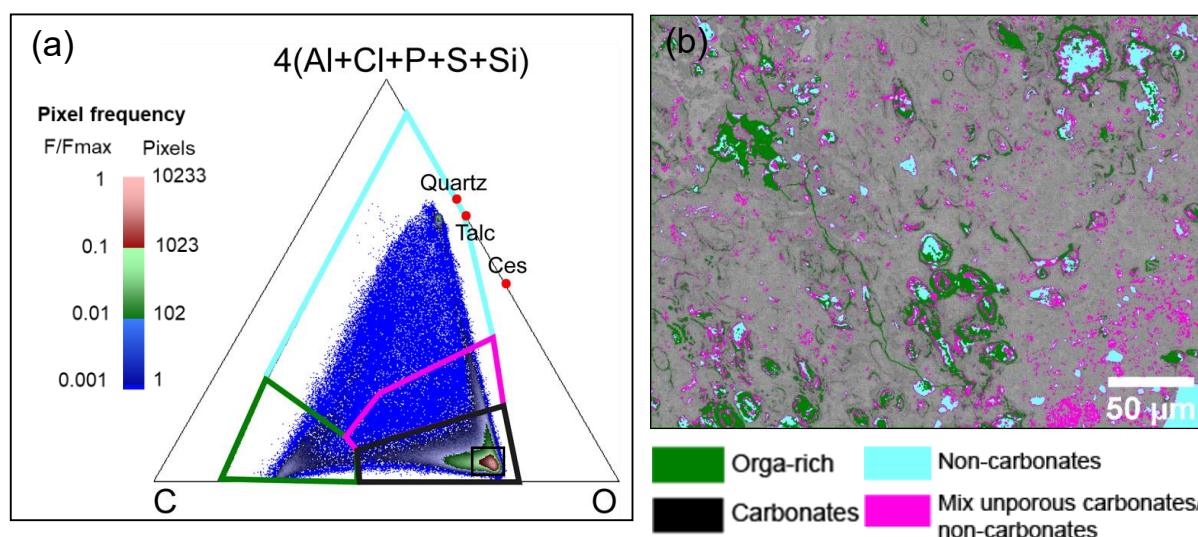 (a)
4(Al+Cl+P+S+Si)
Pixel frequency
F/Fmax Pixels
1 10233
0.1 1023
0.01 102
0.001 1
Quartz
Talc
Ces
C
O
(b)
50 µm
Orga-rich
Non-carbonates
Carbonates
Mix unporous carbonates/
non-carbonates